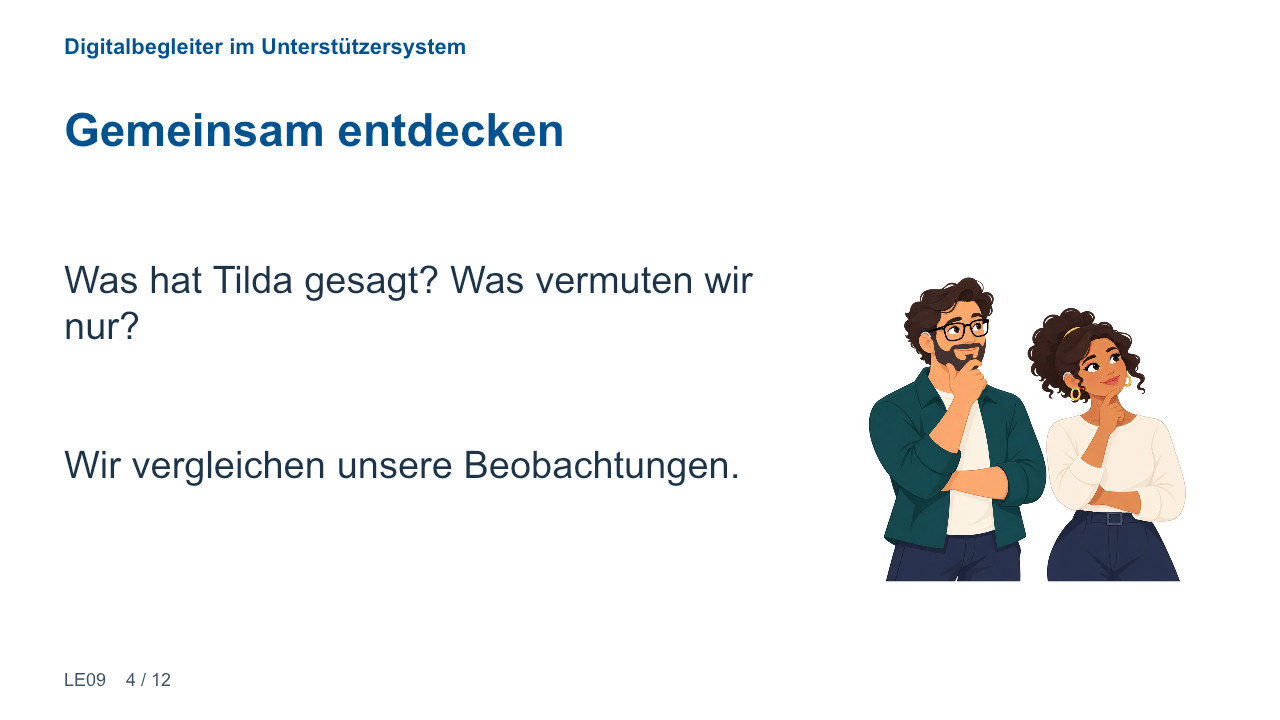 Digitalbegleiter im Unterstützersystem
Gemeinsam entdecken
Was hat Tilda gesagt? Was vermuten wir
nur?
Wir vergleichen unsere Beobachtungen.
LE09 4 / 12